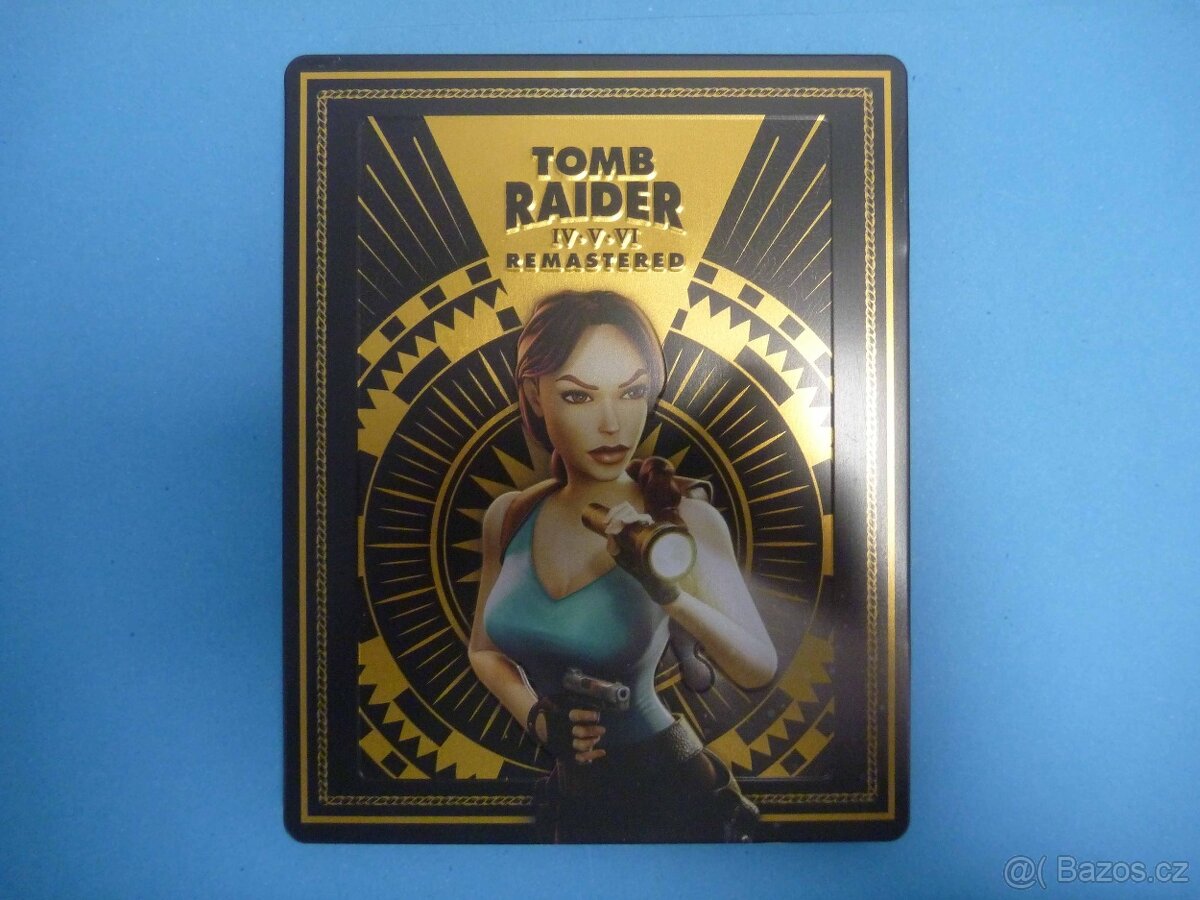 TOMB
RAIDER
IV·V·VI
REMASTERED
@( Bazos.cz